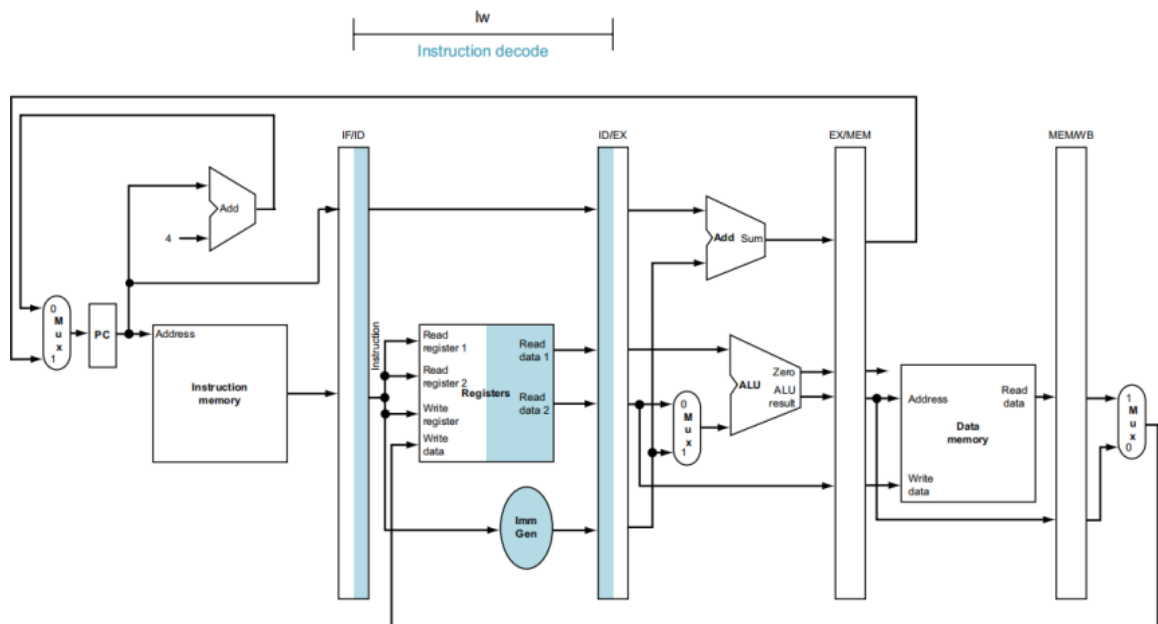 lw
Instruction decode
IF/ID
ID/EX
EX/MEM
MEM/WB
Add
4
Add Sum
0
M
u
x
1
PC
Address
Instruction
memory
Instruction
Read
register 1
Read
register 2
Write
register
Write
data
Registers
Read
data 1
Read
data 2
Imm
Gen
0
M
u
x
1
Zero
ALU
ALU
result
Address
Read
data
Data
memory
Write
data
1
M
u
x
0